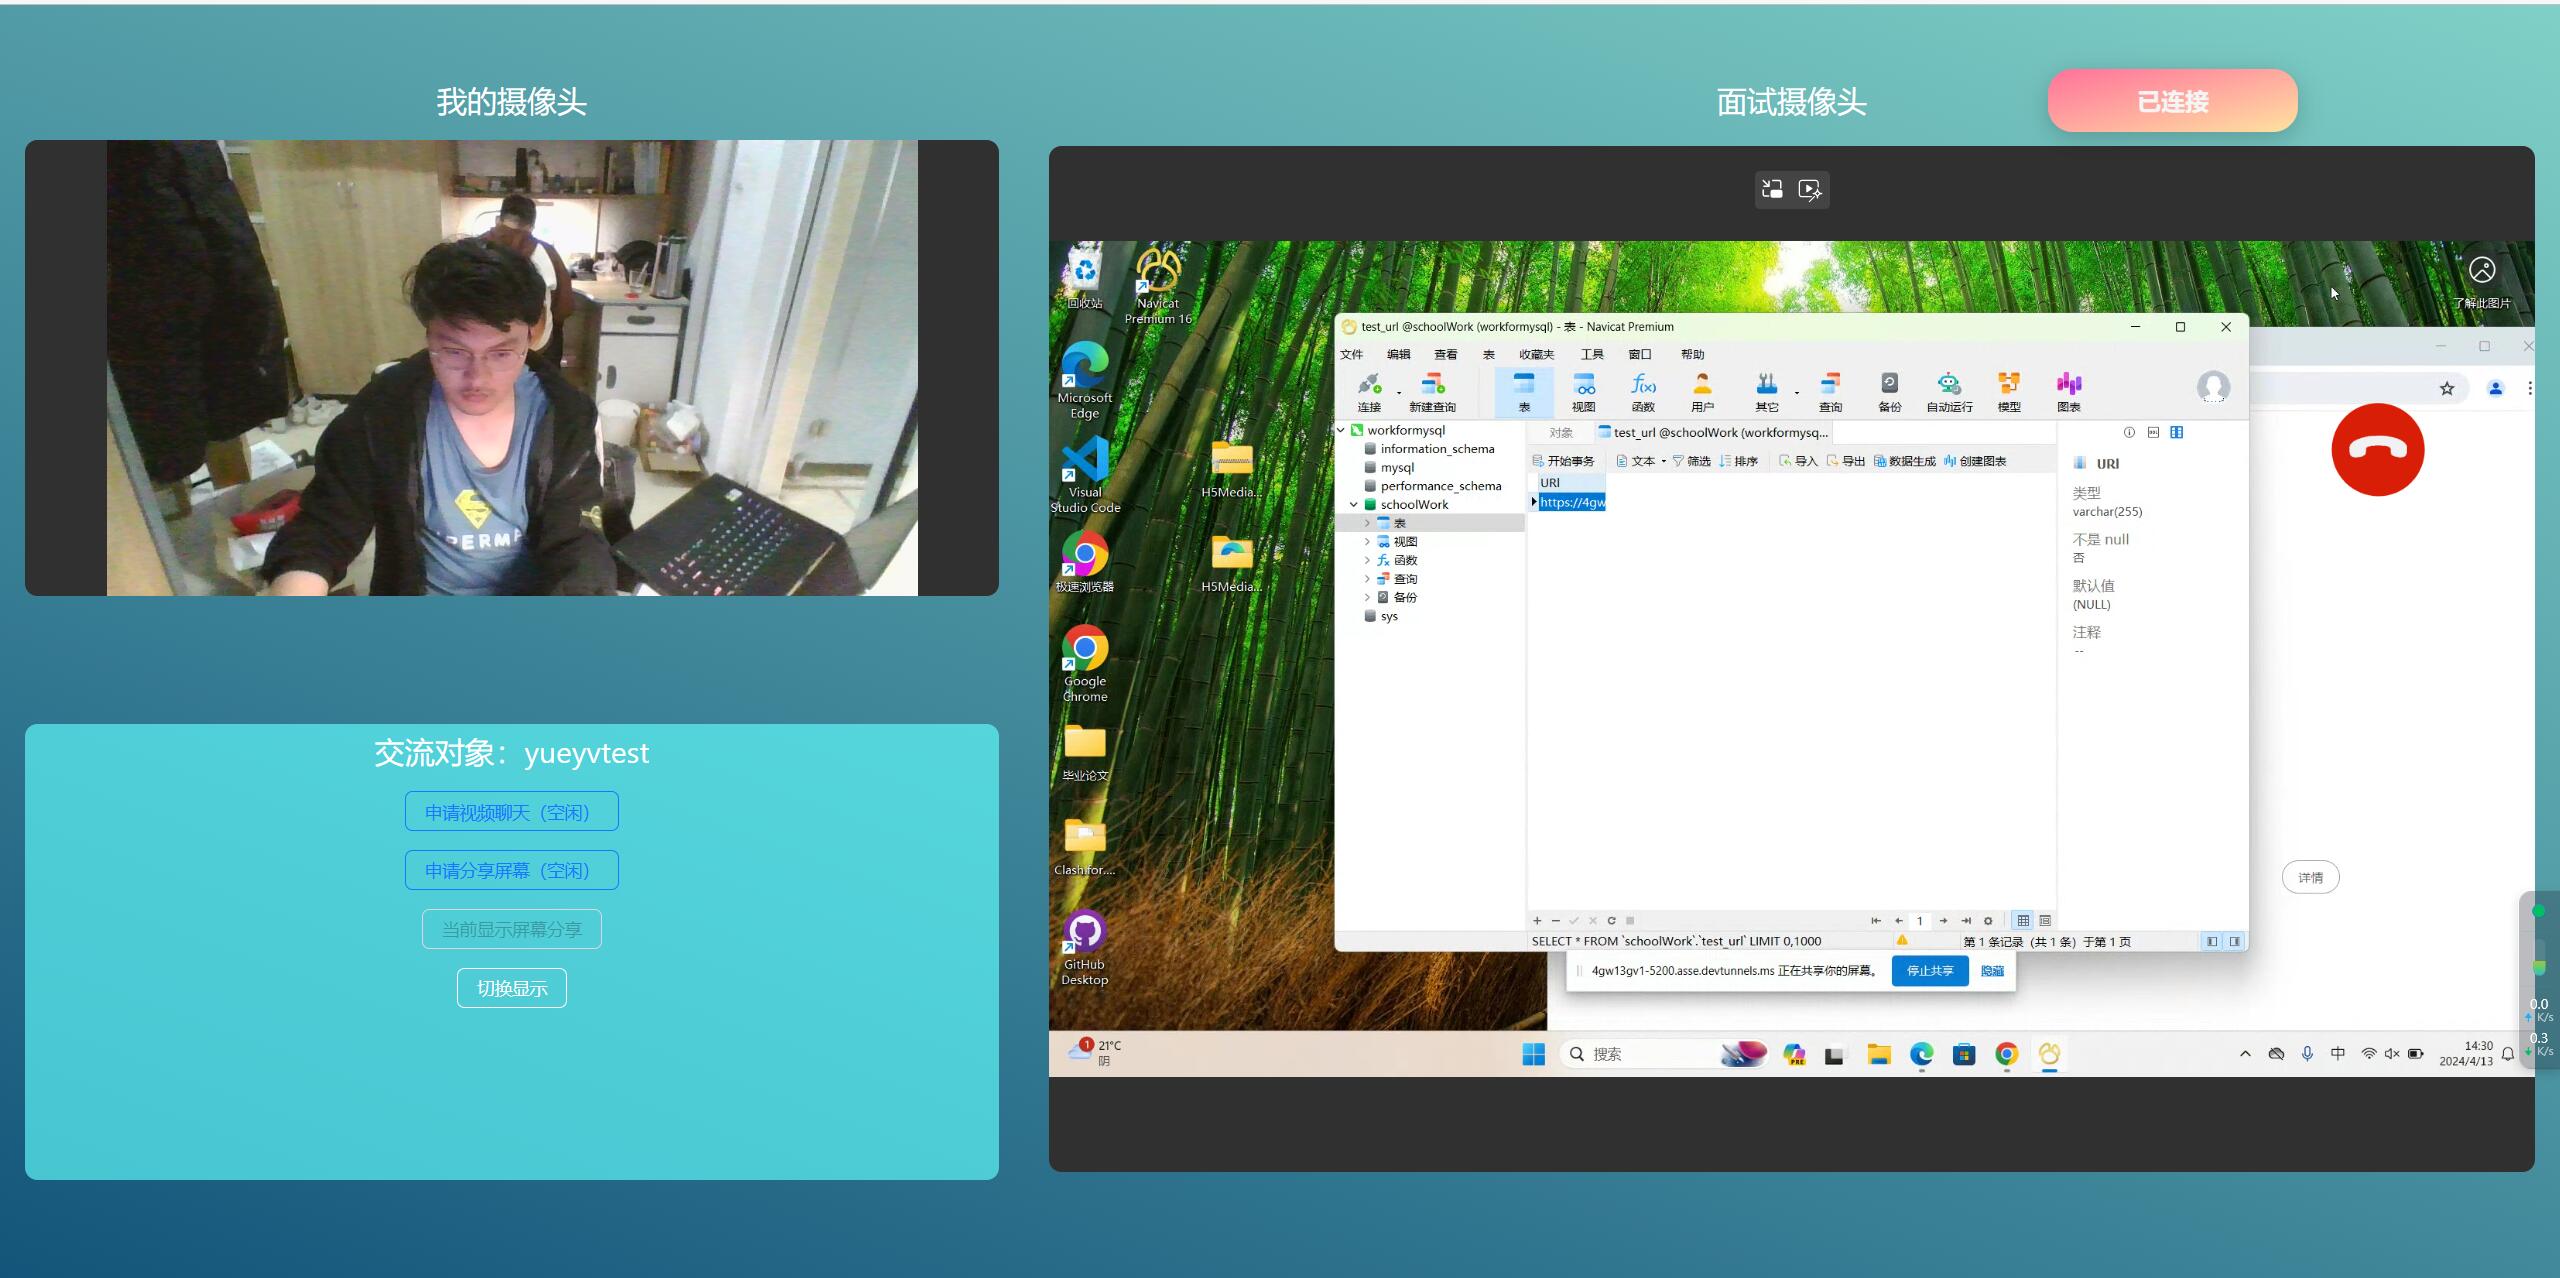 我的摄像头
面试摄像头
已连接
PERMA
交流对象：yueyvtest
申请视频聊天（空闲）
申请分享屏幕（空闲）
当前显示屏幕分享
切换显示
回收站
Navicat Premium 16
Microsoft Edge
Visual Studio Code
H5Media...
极速浏览器
H5Media...
Google Chrome
毕业论文
Clash.for....
GitHub Desktop
了解此图片
test_url @schoolWork (workformysql) - 表 - Navicat Premium
文件 编辑 查看 表 收藏夹 工具 窗口 帮助
连接 新建查询 表 视图 函数 用户 其它 查询 备份 自动运行 模型 图表
workformysql
information_schema
mysql
performance_schema
schoolWork
表
视图
函数
查询
备份
sys
对象 test_url @schoolWork (workformysq...
开始事务 文本 筛选 排序 导入 导出 数据生成 创建图表
URl
https://4gw
URl
类型
varchar(255)
不是 null
否
默认值
(NULL)
注释
--
1
SELECT * FROM `schoolWork`.`test_url` LIMIT 0,1000
第 1 条记录（共 1 条）于第 1 页
4gw13gv1-5200.asse.devtunnels.ms 正在共享你的屏幕。 停止共享 隐藏
详情
0.0
K/s
0.3
K/s
1
21°C
阴
搜索
PRE
中
14:30
2024/4/13